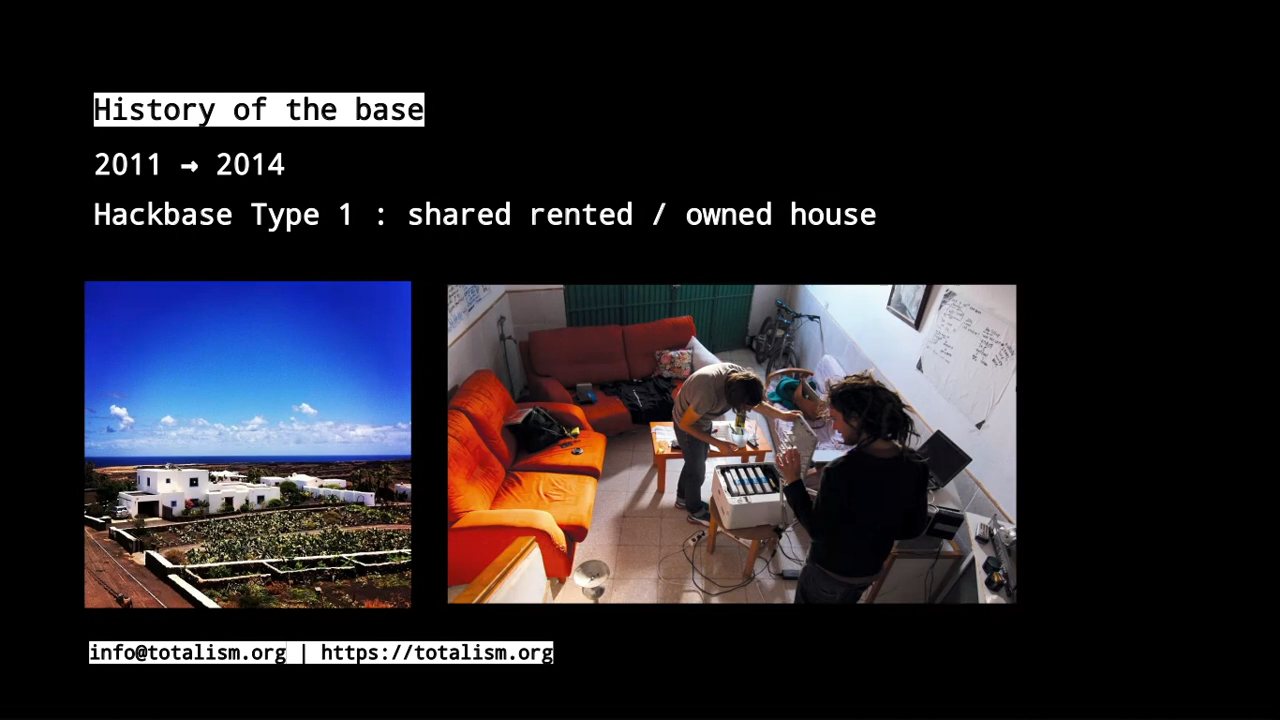 History of the base
2011 → 2014
Hackbase Type 1 : shared rented / owned house
info@totalism.org | https://totalism.org